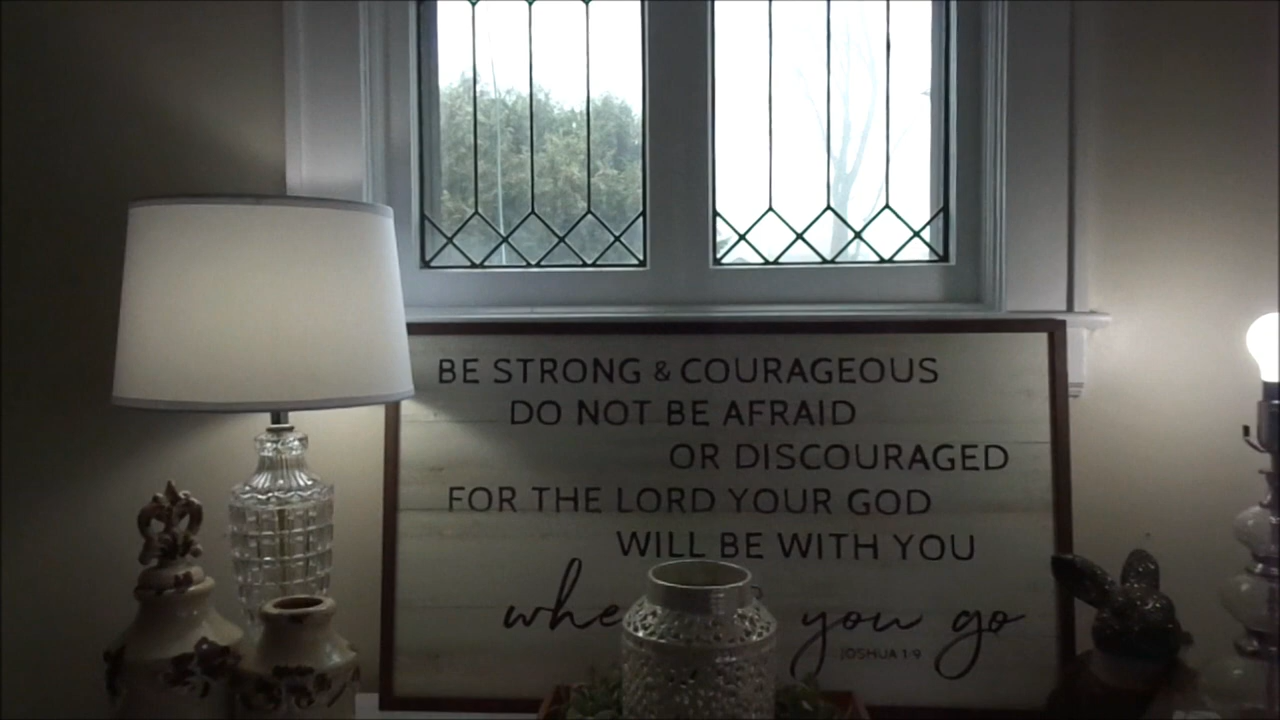 BE STRONG & COURAGEOUS
DO NOT BE AFRAID
OR DISCOURAGED
FOR THE LORD YOUR GOD
WILL BE WITH YOU
you go
JOSHUA 1:9